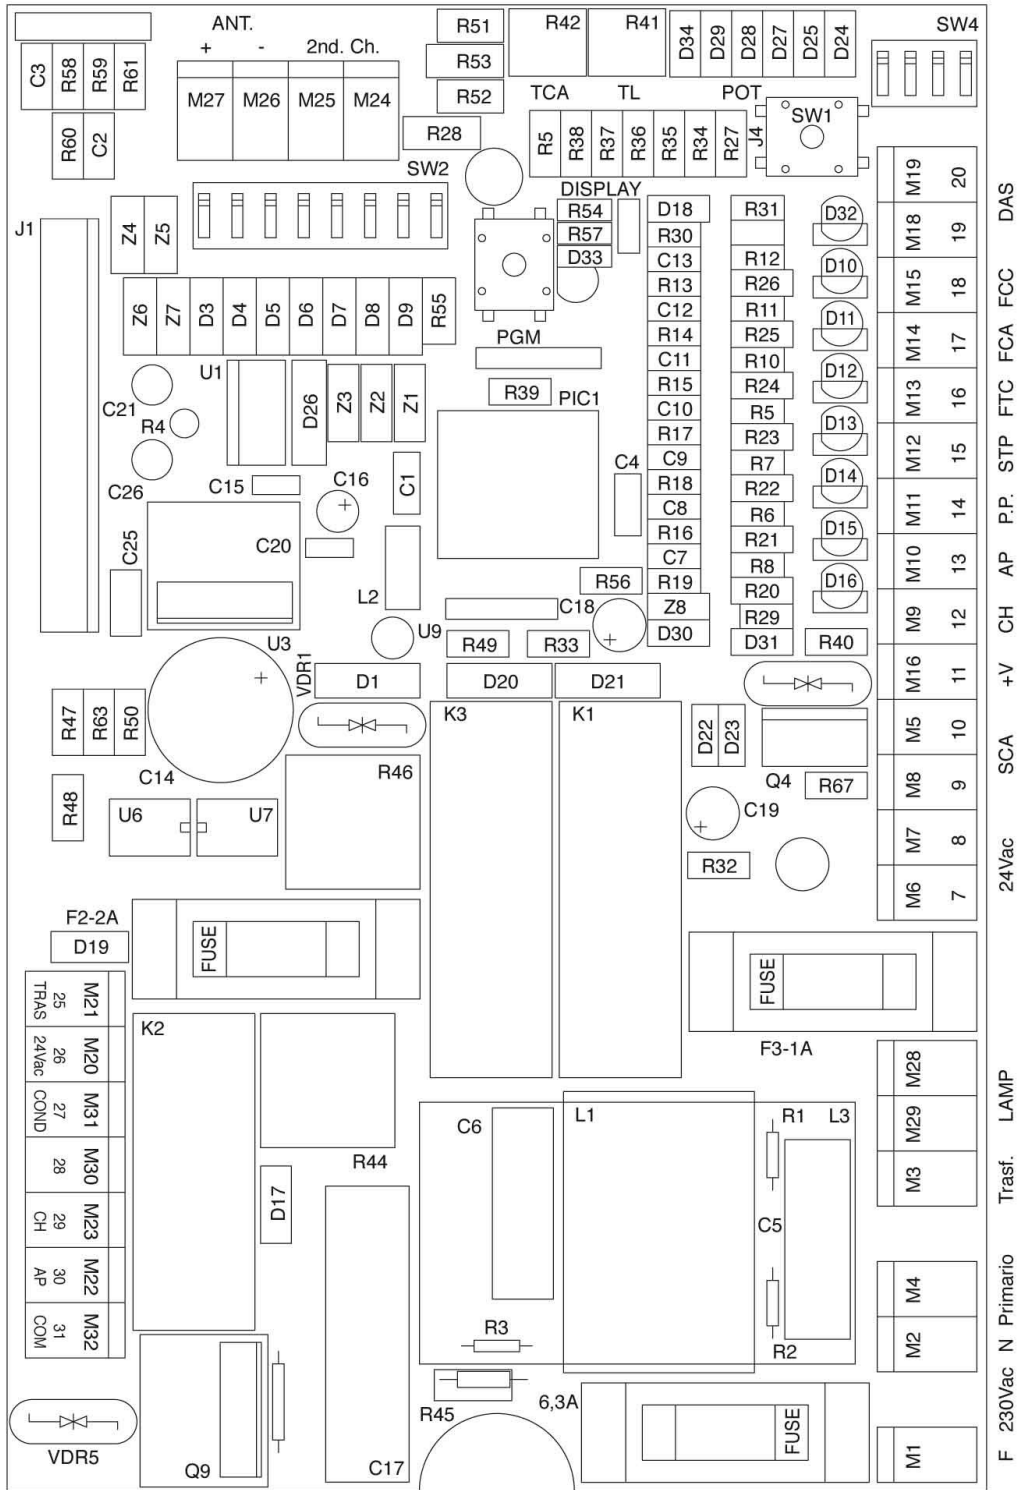 ANT.
+ - 2nd. Ch.
M27 M26 M25 M24
C3 R58 R59 R61
R60 C2
R51
R53
R52
R28
R42 R41
D34 D29 D28 D27 D25 D24
SW4
TCA TL POT
R5 R38 R37 R36 R35 R34 R27
J4
SW1
SW2
DISPLAY
J1
Z4 Z5
Z6 Z7 D3 D4 D5 D6 D7 D8 D9 R55
R54
R57
D33
PGM
R39
PIC1
U1
D26 Z3 Z2 Z1
C21
R4
C26
C15
C16
+
C1
C4
C20
C25
L2
U9
C18
+
R56
U3
+
VDR1
C14
D1
R49 R33
D20 D21
D18
R30
C13
R13
C12
R14
C11
R15
C10
R17
C9
R18
C8
R16
C7
R19
Z8
D30
R31
R12
R26
R11
R25
R10
R24
R5
R23
R7
R22
R6
R21
R8
R20
R29
D31
D32
D10
D11
D12
D13
D14
D15
D16
R40
M19 20
M18 19
M15 18
M14 17
M13 16
M12 15
M11 14
M10 13
M9 12
M16 11
M5 10
M8 9
M7 8
M6 7
DAS
FCC
FCA
FTC
STP
P.P.
AP
CH
+V
SCA
24Vac
R47 R63 R50
R48
U6 U7
R46
K3 K1
D22 D23
Q4
R67
C19
+
R32
F2-2A
D19
FUSE
FUSE
F3-1A
M21 25 TRAS
M20 26 24Vac
M31 27 COND
M30 28
M23 29 CH
M22 30 AP
M32 31 COM
K2
R44
D17
C6
L1
R1
L3
C5
R2
R3
R45
6,3A
FUSE
C17
Q9
VDR5
M28
M29
M3
M4
M2
M1
LAMP
Trasf.
Primario
N
230Vac
F